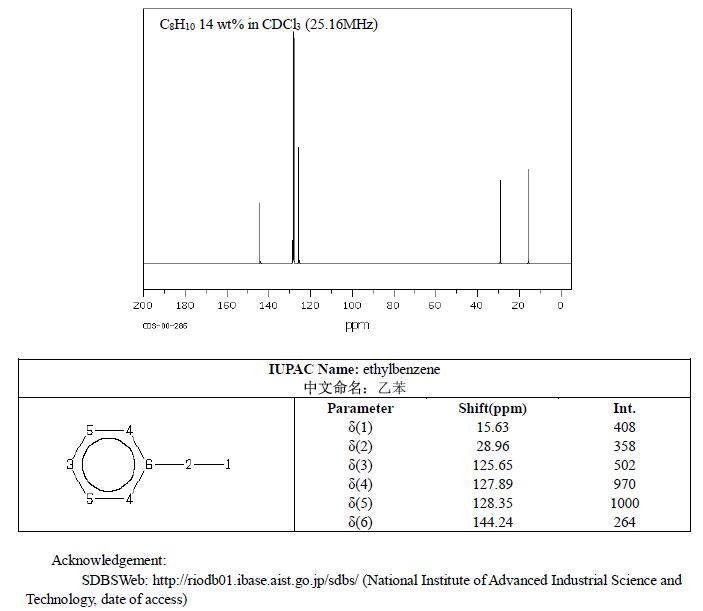 C₈H₁₀ 14 wt% in CDCl₃ (25.16MHz)
200 180 160 140 120 100 80 60 40 20 0
CDS-00-286
ppm
IUPAC Name: ethylbenzene
中文命名：乙苯
Parameter Shift(ppm) Int.
δ(1) 15.63 408
δ(2) 28.96 358
δ(3) 125.65 502
δ(4) 127.89 970
δ(5) 128.35 1000
δ(6) 144.24 264
5 4
3 6 2 1
5 4
Acknowledgement:
SDBSWeb: http://riodb01.ibase.aist.go.jp/sdbs/ (National Institute of Advanced Industrial Science and
Technology, date of access)